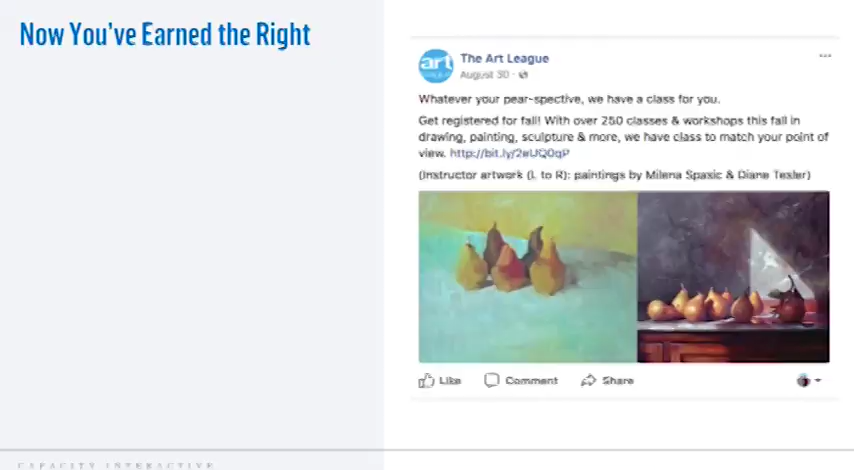 Now You've Earned the Right
art
The Art League
August 30 ·
Whatever your pear-spective, we have a class for you.
Get registered for fall! With over 250 classes & workshops this fall in
drawing, painting, sculpture & more, we have class to match your point of
view.
(Instructor artwork (L to R): paintings by Milena Spasic & Diane Tesler)
Like Comment Share
CAPACITY INTERACTIVE